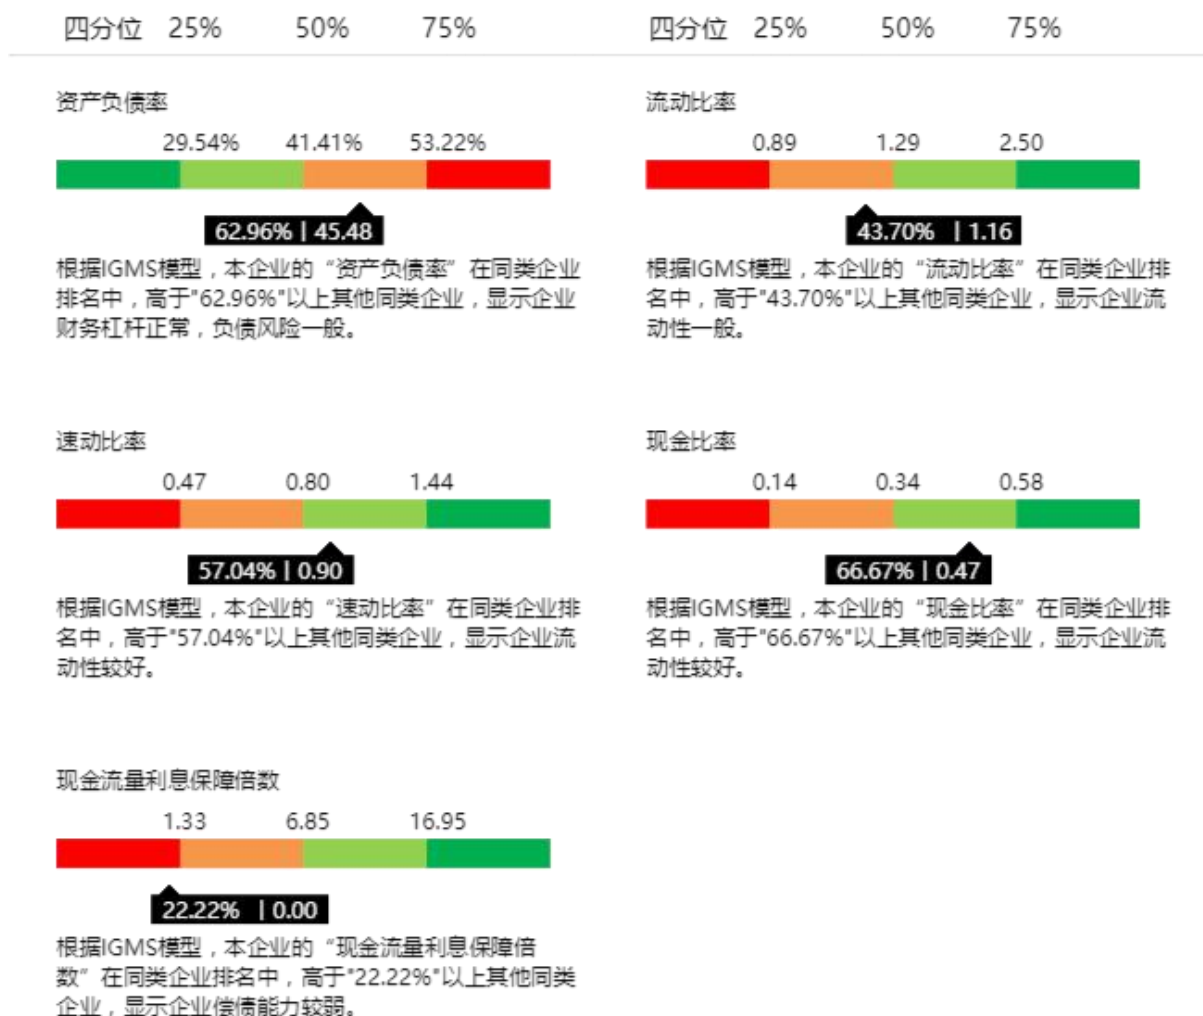 四分位 25% 50% 75%
四分位 25% 50% 75%
资产负债率
29.54% 41.41% 53.22%
62.96% | 45.48
根据IGMS模型，本企业的“资产负债率”在同类企业
排名中，高于"62.96%"以上其他同类企业，显示企业
财务杠杆正常，负债风险一般。
流动比率
0.89 1.29 2.50
43.70% | 1.16
根据IGMS模型，本企业的“流动比率”在同类企业排
名中，高于"43.70%"以上其他同类企业，显示企业流
动性一般。
速动比率
0.47 0.80 1.44
57.04% | 0.90
根据IGMS模型，本企业的“速动比率”在同类企业排
名中，高于"57.04%"以上其他同类企业，显示企业流
动性较好。
现金比率
0.14 0.34 0.58
66.67% | 0.47
根据IGMS模型，本企业的“现金比率”在同类企业排
名中，高于"66.67%"以上其他同类企业，显示企业流
动性较好。
现金流量利息保障倍数
1.33 6.85 16.95
22.22% | 0.00
根据IGMS模型，本企业的“现金流量利息保障倍
数”在同类企业排名中，高于"22.22%"以上其他同类
企业，显示企业偿债能力较弱。